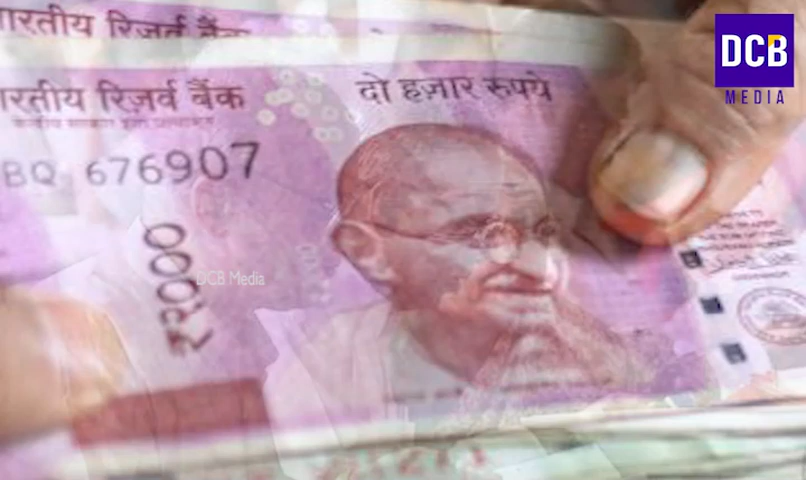 भारतीय रिज़र्व बैंक
DCB
MEDIA
भारतीय रिज़र्व बैंक
दो हज़ार रुपये
BQ 676907
₹2000
DCB Media